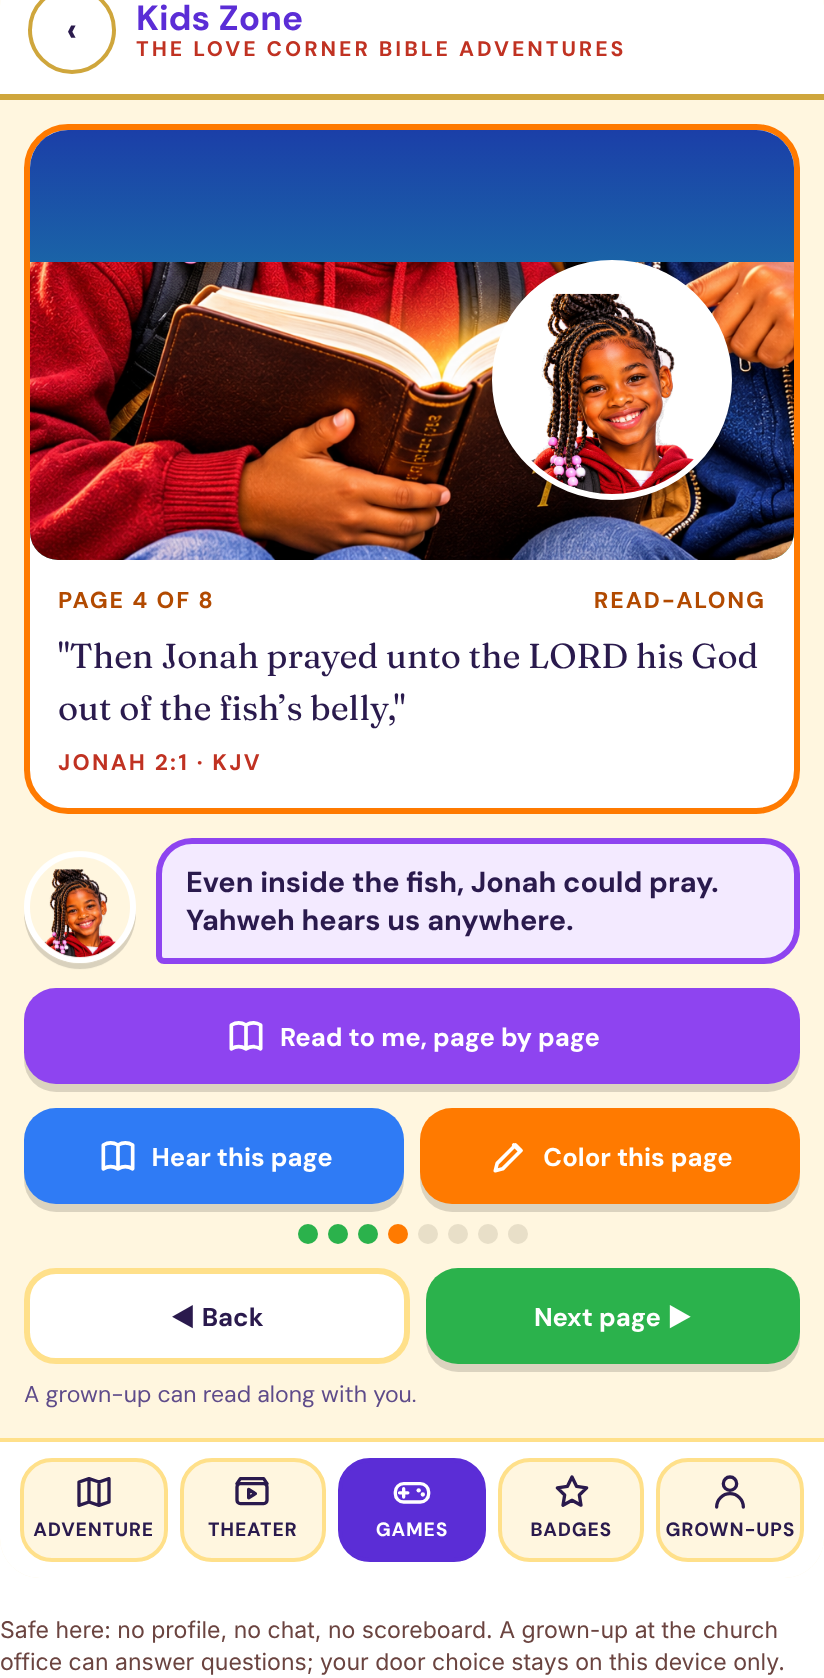 Kids Zone
THE LOVE CORNER BIBLE ADVENTURES
PAGE 4 OF 8
READ-ALONG
"Then Jonah prayed unto the LORD his God
out of the fish’s belly,"
JONAH 2:1 · KJV
Even inside the fish, Jonah could pray.
Yahweh hears us anywhere.
Read to me, page by page
Hear this page
Color this page
Back
Next page
A grown-up can read along with you.
ADVENTURE
THEATER
GAMES
BADGES
GROWN-UPS
Safe here: no profile, no chat, no scoreboard. A grown-up at the church
office can answer questions; your door choice stays on this device only.